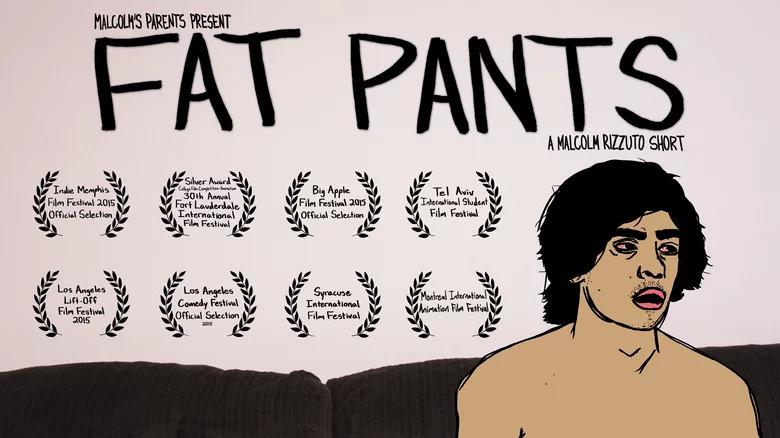 MALCOLM'S PARENTS PRESENT
FAT PANTS
A MALCOLM RIZZUTO SHORT
Indie Memphis
Film Festival 2015
Official Selection
Silver Award
College Film Competition-Animation
30th Annual
Fort Lauderdale
International
Film Festival
Big Apple
Film Festival 2015
Official Selection
Tel Aviv
International Student
Film Festival
Los Angeles
Lift-Off
Film Festival
2015
Los Angeles
Comedy Festival
Official Selection
2015
Syracuse
International
Film Festival
Montreal International
Animation Film Festival